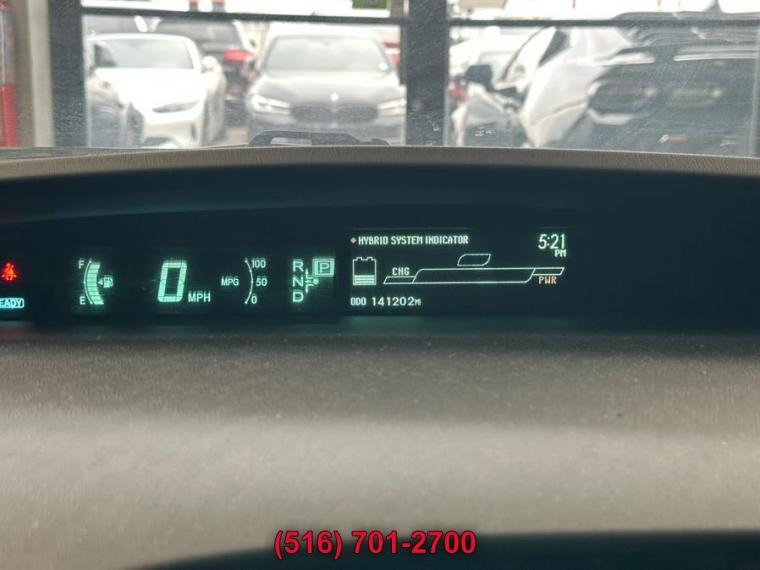 HYBRID SYSTEM INDICATOR
5:21
PM
F
E
0 MPH
MPG
100
50
0
R
N
D
P
CHG
PWR
ODO 141202MI
EADY
(516) 701-2700